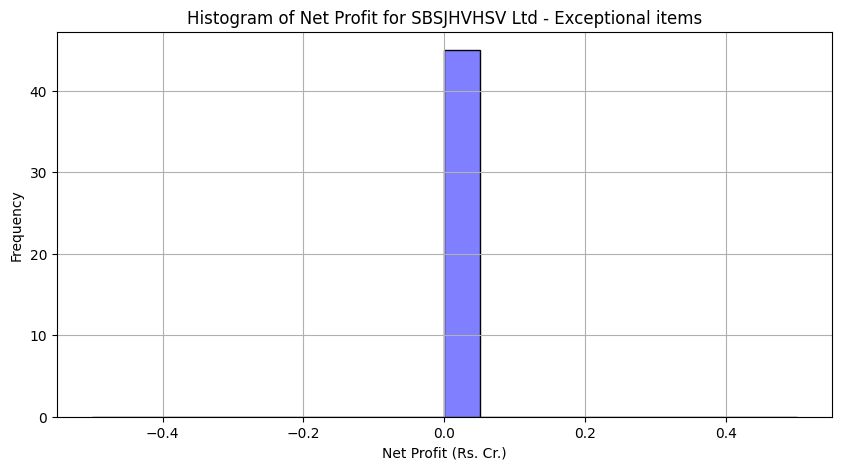 Histogram of Net Profit for SBSJHVHSV Ltd - Exceptional items
Frequency
40
30
20
10
0
−0.4 −0.2 0.0 0.2 0.4
Net Profit (Rs. Cr.)